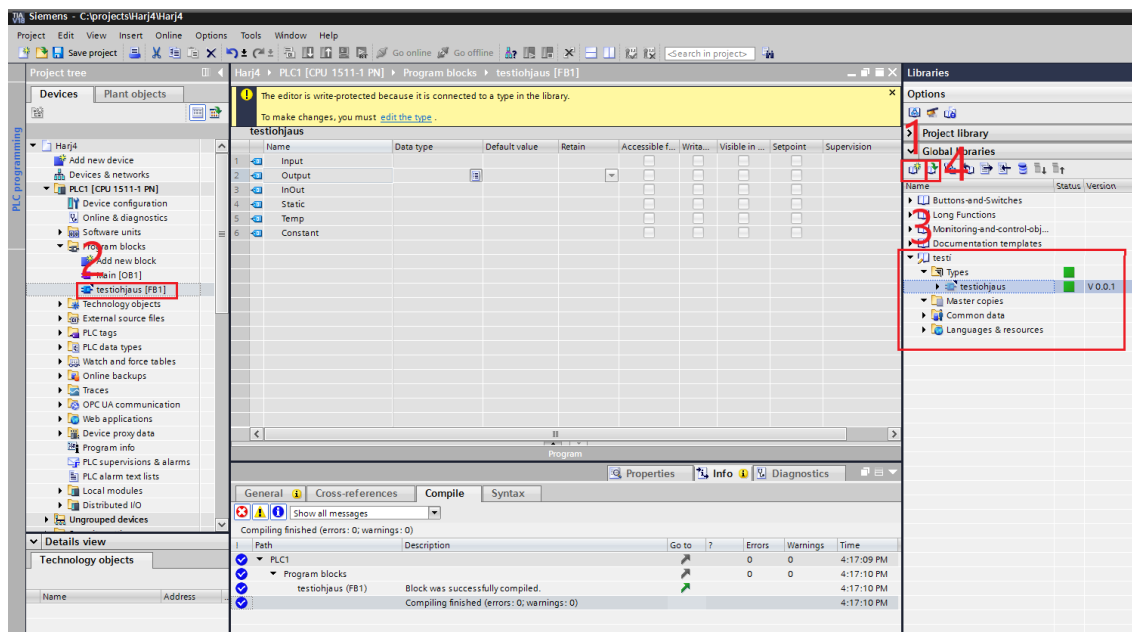 Siemens - C:\projects\Harj4\Harj4
Project Edit View Insert Online Options Tools Window Help
Save project Go online Go offline <Search in project>
Project tree
Harj4 PLC1 [CPU 1511-1 PN] Program blocks testiohjaus [FB1]
Libraries
Devices Plant objects
The editor is write-protected because it is connected to a type in the library.
To make changes, you must edit the type .
Options
1
Project library
Global libraries
4
PLC programming
Harj4
Add new device
Devices & networks
PLC1 [CPU 1511-1 PN]
Device configuration
Online & diagnostics
Software units
Program blocks
2
Add new block
Main [OB1]
testiohjaus [FB1]
Technology objects
External source files
PLC tags
PLC data types
Watch and force tables
Online backups
Traces
OPC UA communication
Web applications
Device proxy data
Program info
PLC supervisions & alarms
PLC alarm text lists
Local modules
Distributed I/O
Ungrouped devices
Details view
Technology objects
Name Address
testiohjaus
Name Data type Default value Retain Accessible f... Writa... Visible in ... Setpoint Supervision
1 Input
2 Output
3 InOut
4 Static
5 Temp
6 Constant
Program
Properties Info Diagnostics
General Cross-references Compile Syntax
Show all messages
Compiling finished (errors: 0; warnings: 0)
! Path Description Go to ? Errors Warnings Time
PLC1 0 0 4:17:09 PM
Program blocks 0 0 4:17:10 PM
testiohjaus (FB1) Block was successfully compiled. 4:17:10 PM
Compiling finished (errors: 0; warnings: 0) 4:17:10 PM
Name Status Version
Buttons-and-Switches
Long Functions
3
Monitoring-and-control-obj...
Documentation templates
testi
Types
testiohjaus V 0.0.1
Master copies
Common data
Languages & resources